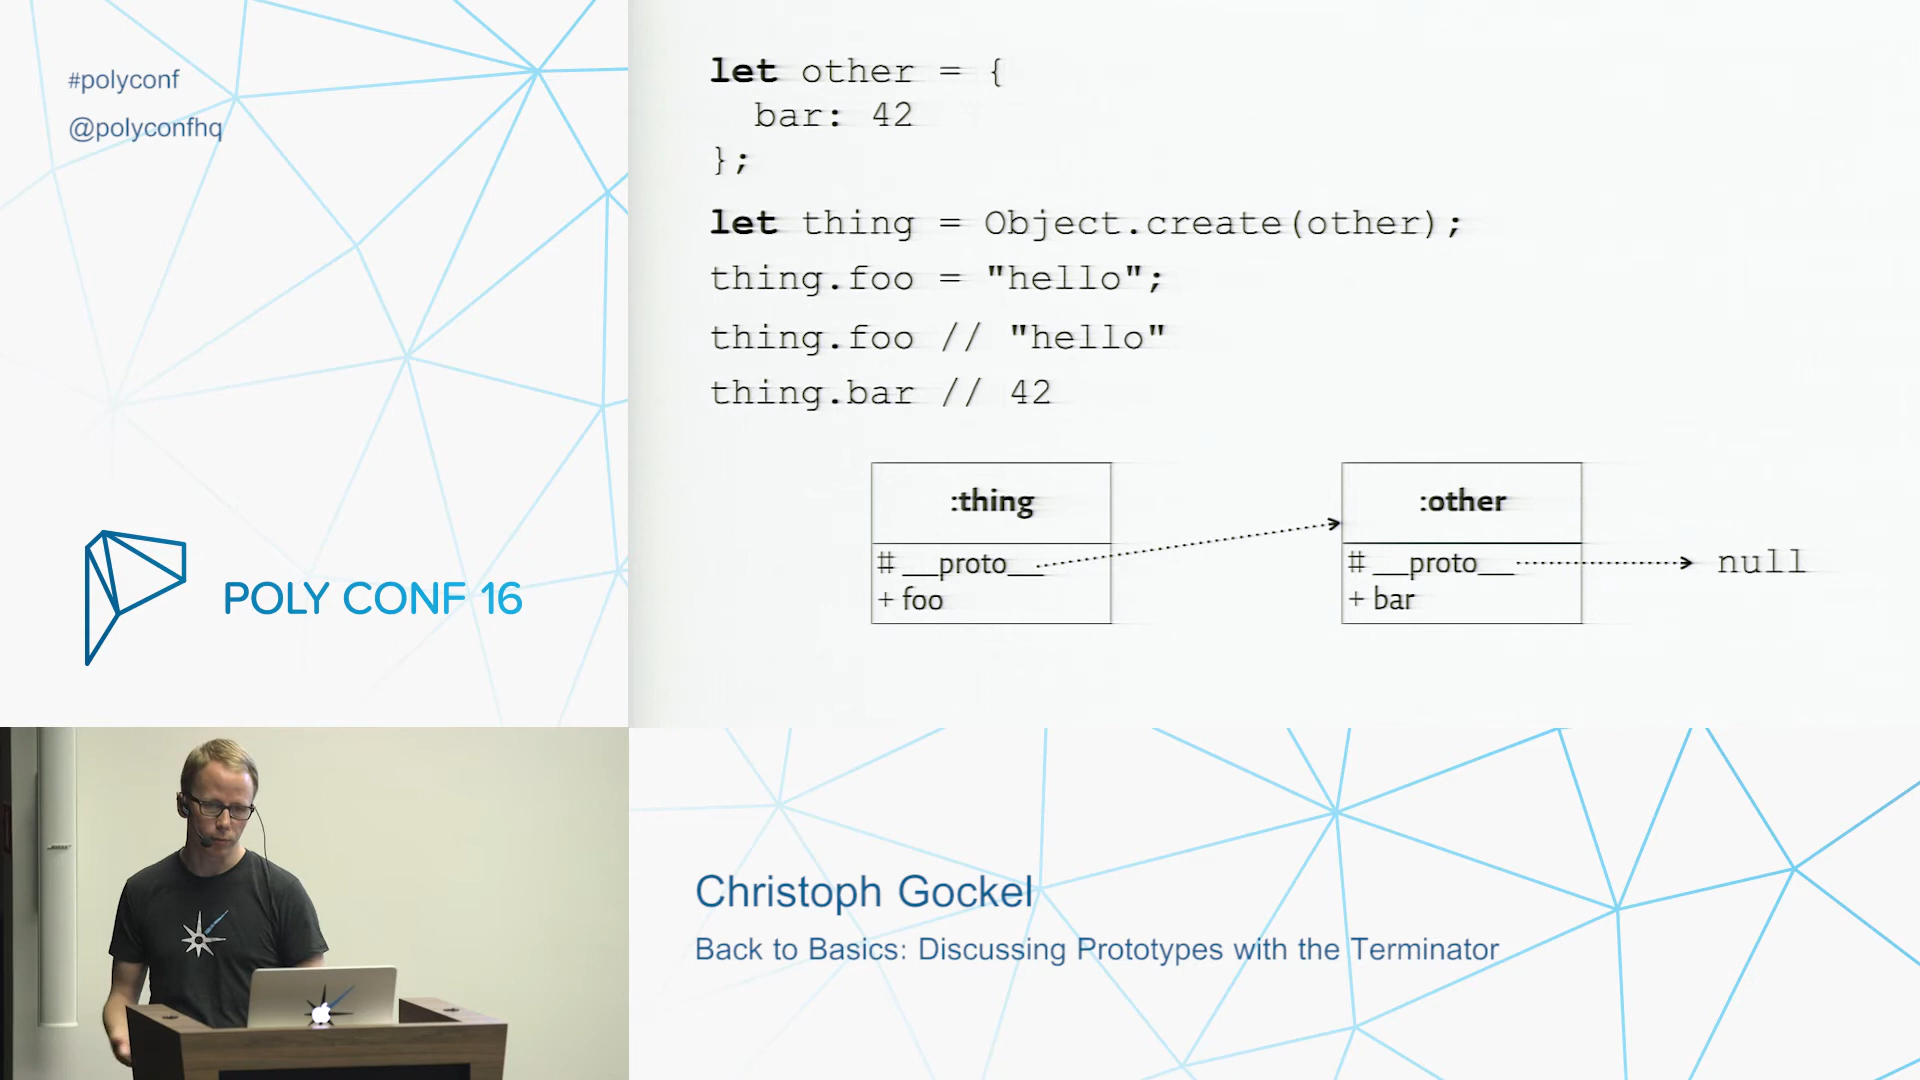 #polyconf
@polyconfhq
POLY CONF 16
let other = {
  bar: 42
};
let thing = Object.create(other);
thing.foo = "hello";
thing.foo // "hello"
thing.bar // 42
:thing
# __proto__
+ foo
:other
# __proto__
+ bar
null
Christoph Gockel
Back to Basics: Discussing Prototypes with the Terminator